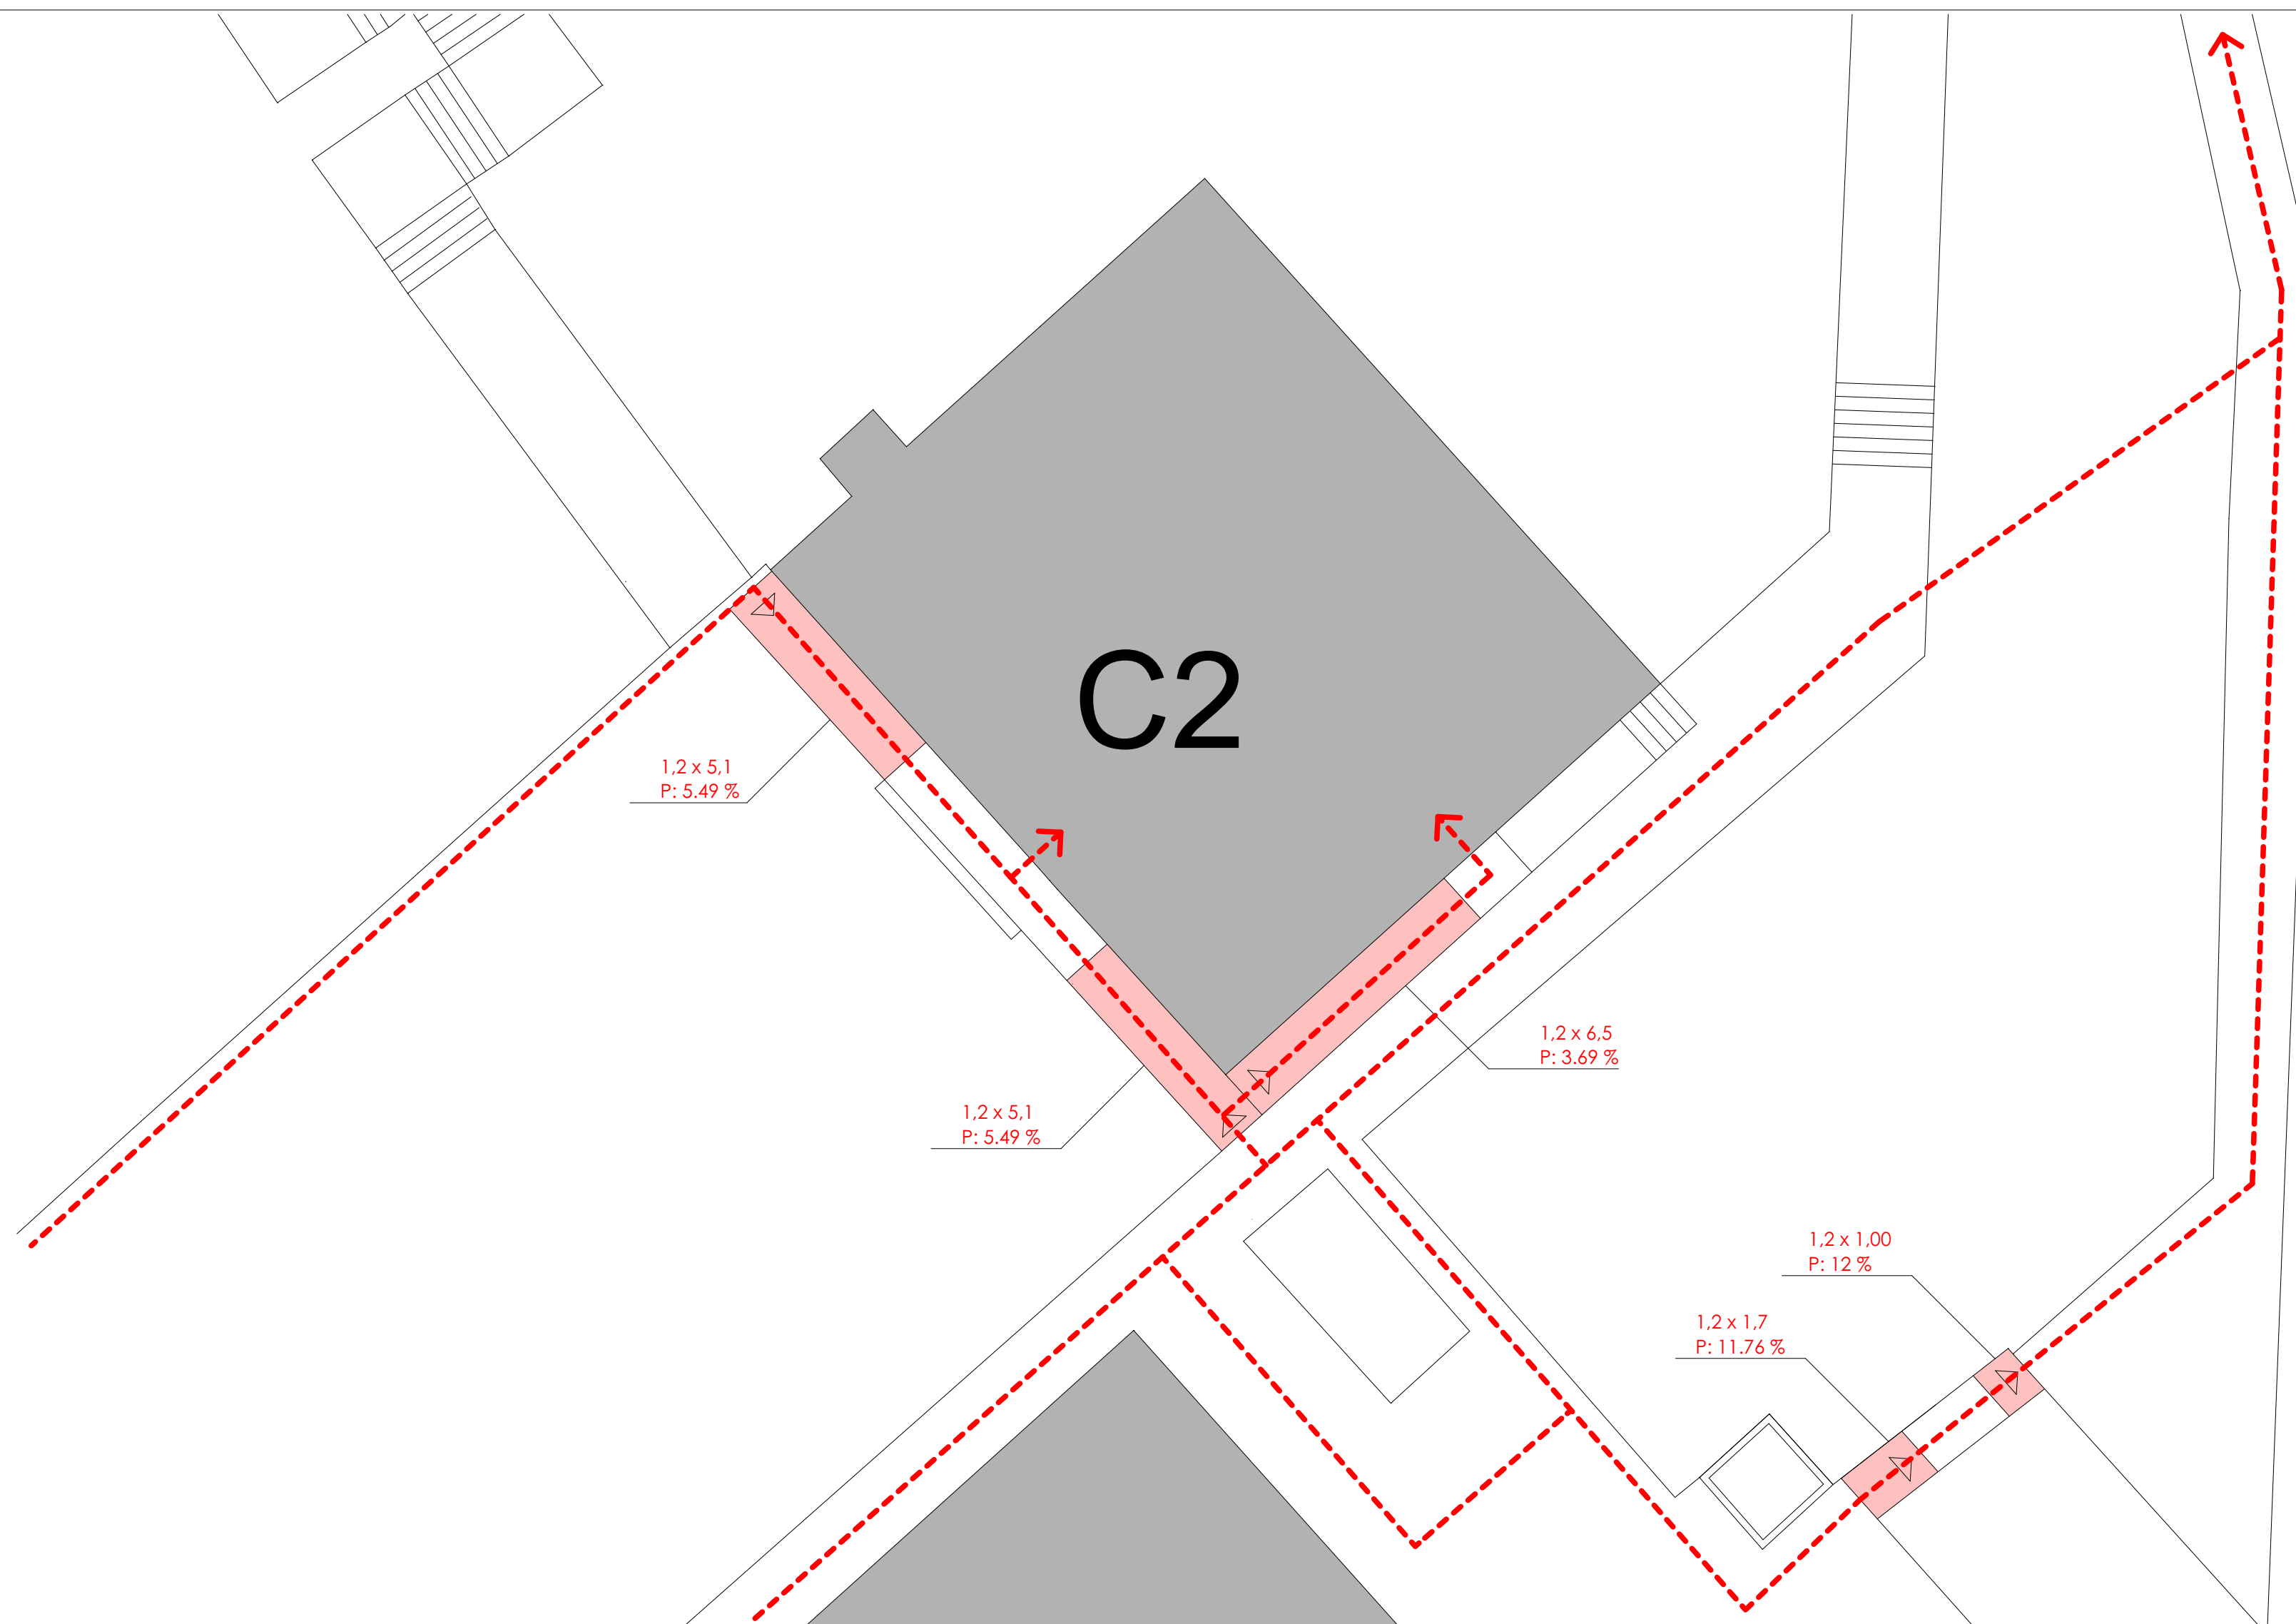 C2
1,2 x 5,1
P: 5.49 %
1,2 x 6,5
P: 3.69 %
1,2 x 5,1
P: 5.49 %
1,2 x 1,00
P: 12 %
1,2 x 1,7
P: 11.76 %